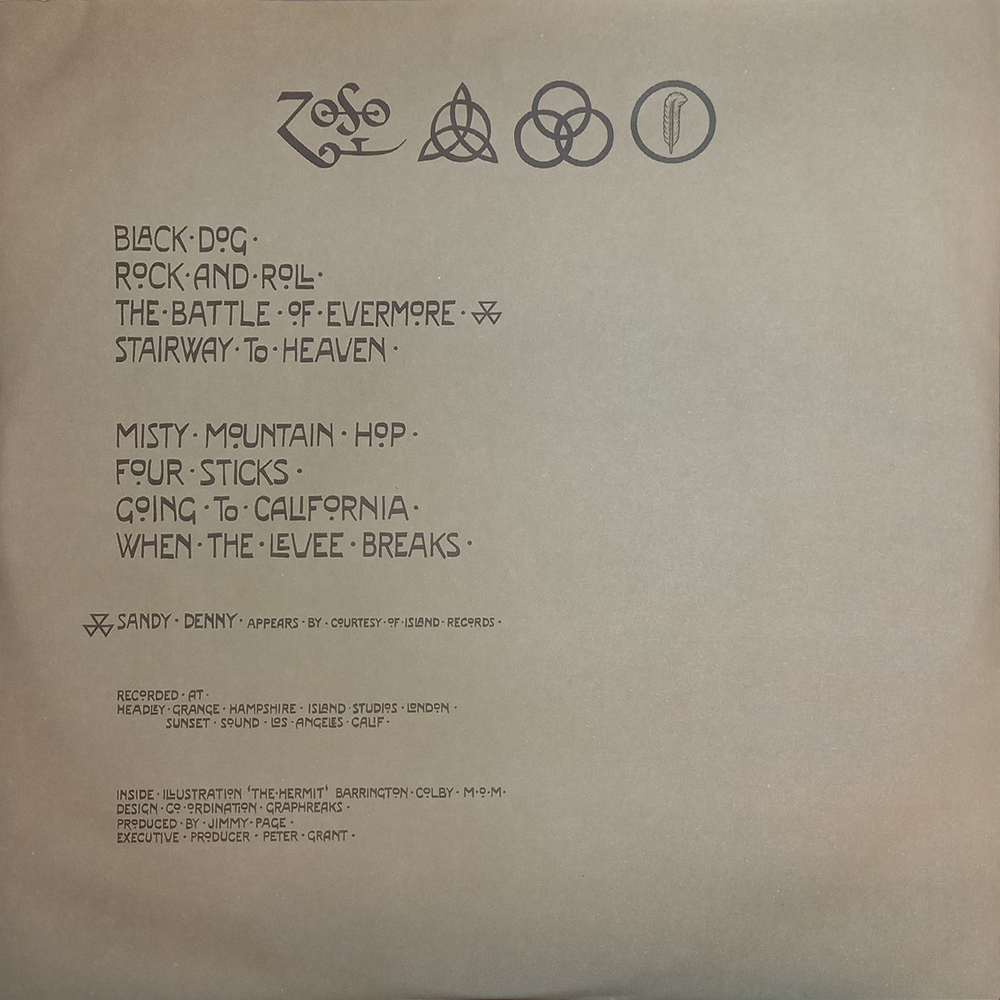 ZOSO
BLACK·DOG·
ROCK·AND·ROLL·
THE·BATTLE·OF·EVERMORE·
STAIRWAY·TO·HEAVEN·
MISTY·MOUNTAIN·HOP·
FOUR·STICKS·
GOING·TO·CALIFORNIA·
WHEN·THE·LEVEE·BREAKS·
SANDY·DENNY·APPEARS·BY·COURTESY·OF·ISLAND·RECORDS·
RECORDED·AT·
HEADLEY·GRANGE·HAMPSHIRE·ISLAND·STUDIOS·LONDON·
SUNSET·SOUND·LOS·ANGELES·CALIF·
INSIDE·ILLUSTRATION 'THE·HERMIT' BARRINGTON·COLBY·M·O·M·
DESIGN·CO·ORDINATION·GRAPHREAKS·
PRODUCED·BY·JIMMY·PAGE·
EXECUTIVE·PRODUCER·PETER·GRANT·